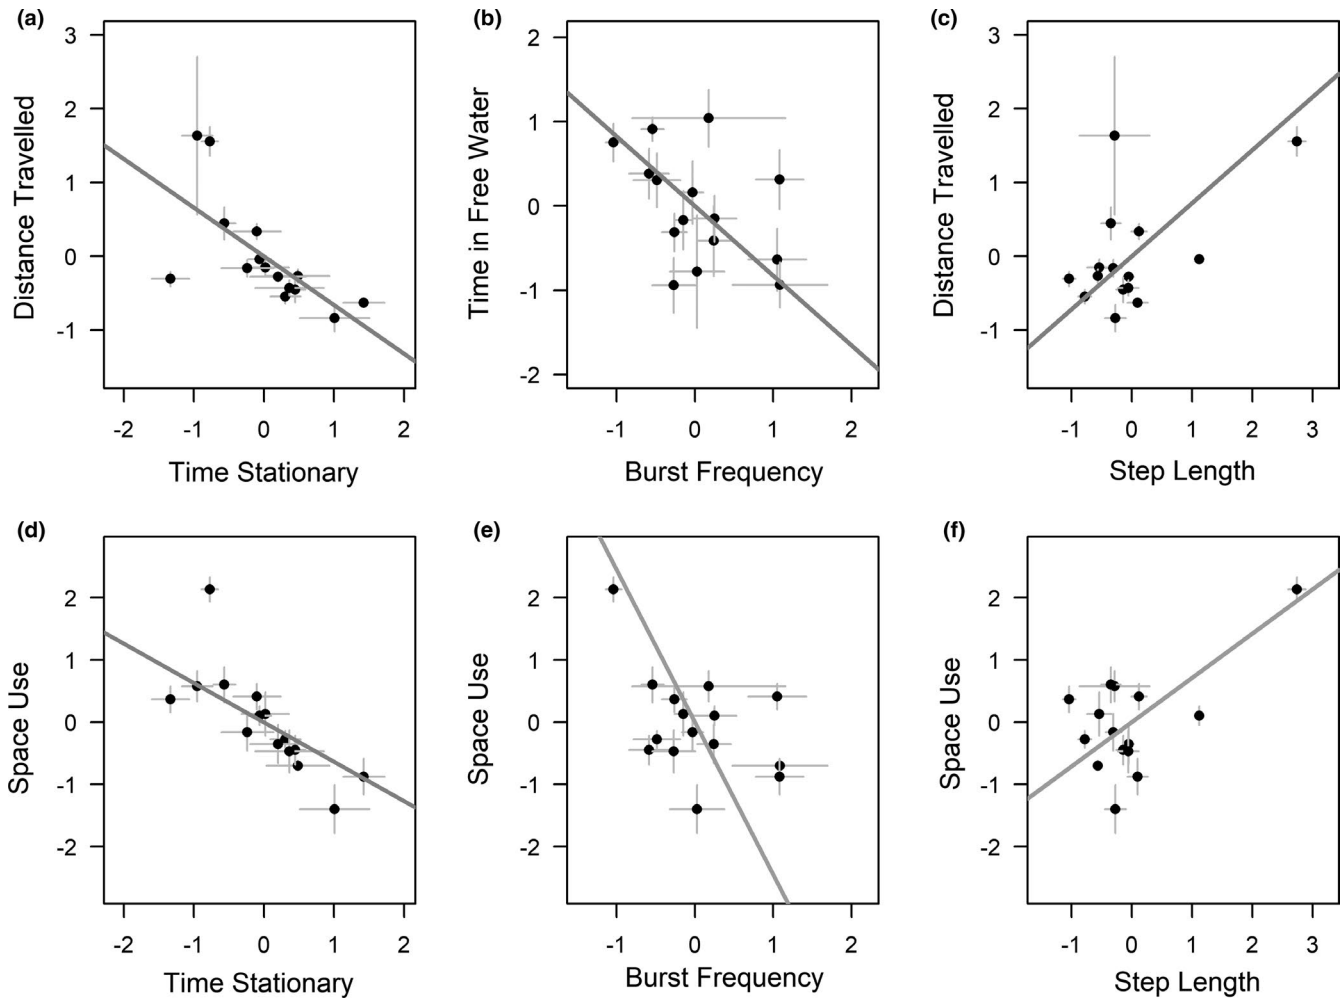 (a)
3
2
1
0
-1
Distance Travelled
-2 -1 0 1 2
Time Stationary
(b)
2
1
0
-1
-2
Time in Free Water
-1 0 1 2
Burst Frequency
(c)
3
2
1
0
-1
Distance Travelled
-1 0 1 2 3
Step Length
(d)
2
1
0
-1
-2
Space Use
-2 -1 0 1 2
Time Stationary
(e)
2
1
0
-1
-2
Space Use
-1 0 1 2
Burst Frequency
(f)
2
1
0
-1
-2
Space Use
-1 0 1 2 3
Step Length